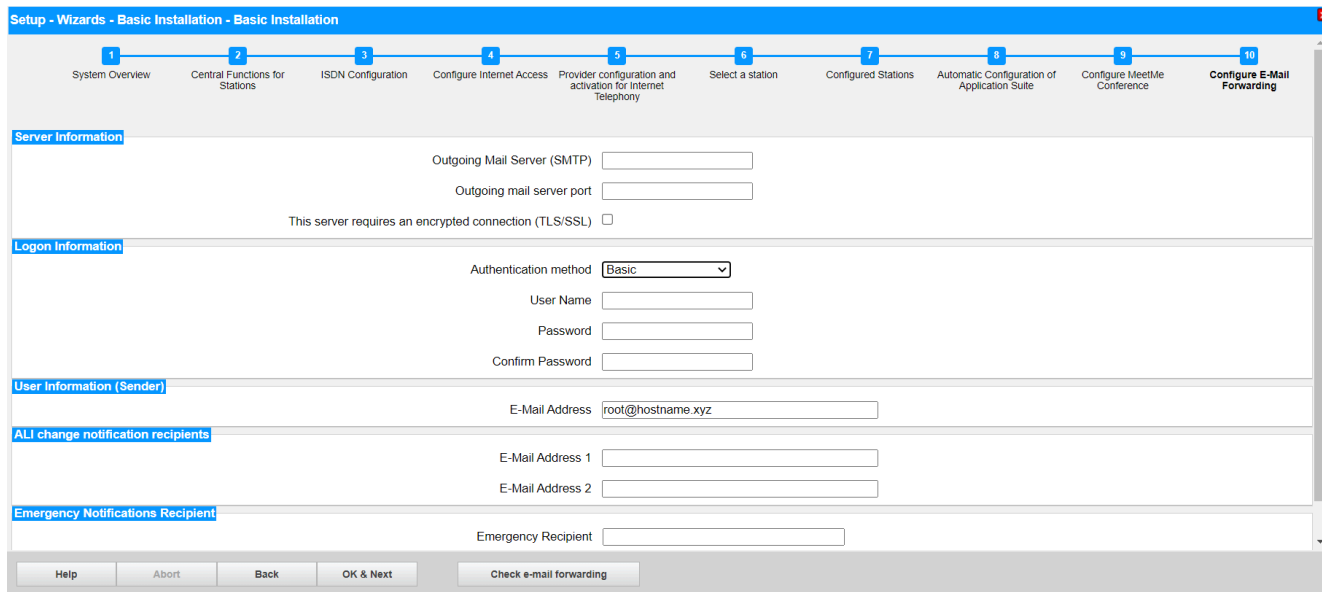 Setup - Wizards - Basic Installation - Basic Installation
1 2 3 4 5 6 7 8 9 10
System Overview
Central Functions for
Stations
ISDN Configuration
Configure Internet Access
Provider configuration and
activation for Internet
Telephony
Select a station
Configured Stations
Automatic Configuration of
Application Suite
Configure MeetMe
Conference
Configure E-Mail
Forwarding
Server Information
Outgoing Mail Server (SMTP)
Outgoing mail server port
This server requires an encrypted connection (TLS/SSL)
Logon Information
Authentication method Basic
User Name
Password
Confirm Password
User Information (Sender)
E-Mail Address root@hostname.xyz
ALI change notification recipients
E-Mail Address 1
E-Mail Address 2
Emergency Notifications Recipient
Emergency Recipient
Help Abort Back OK & Next Check e-mail forwarding